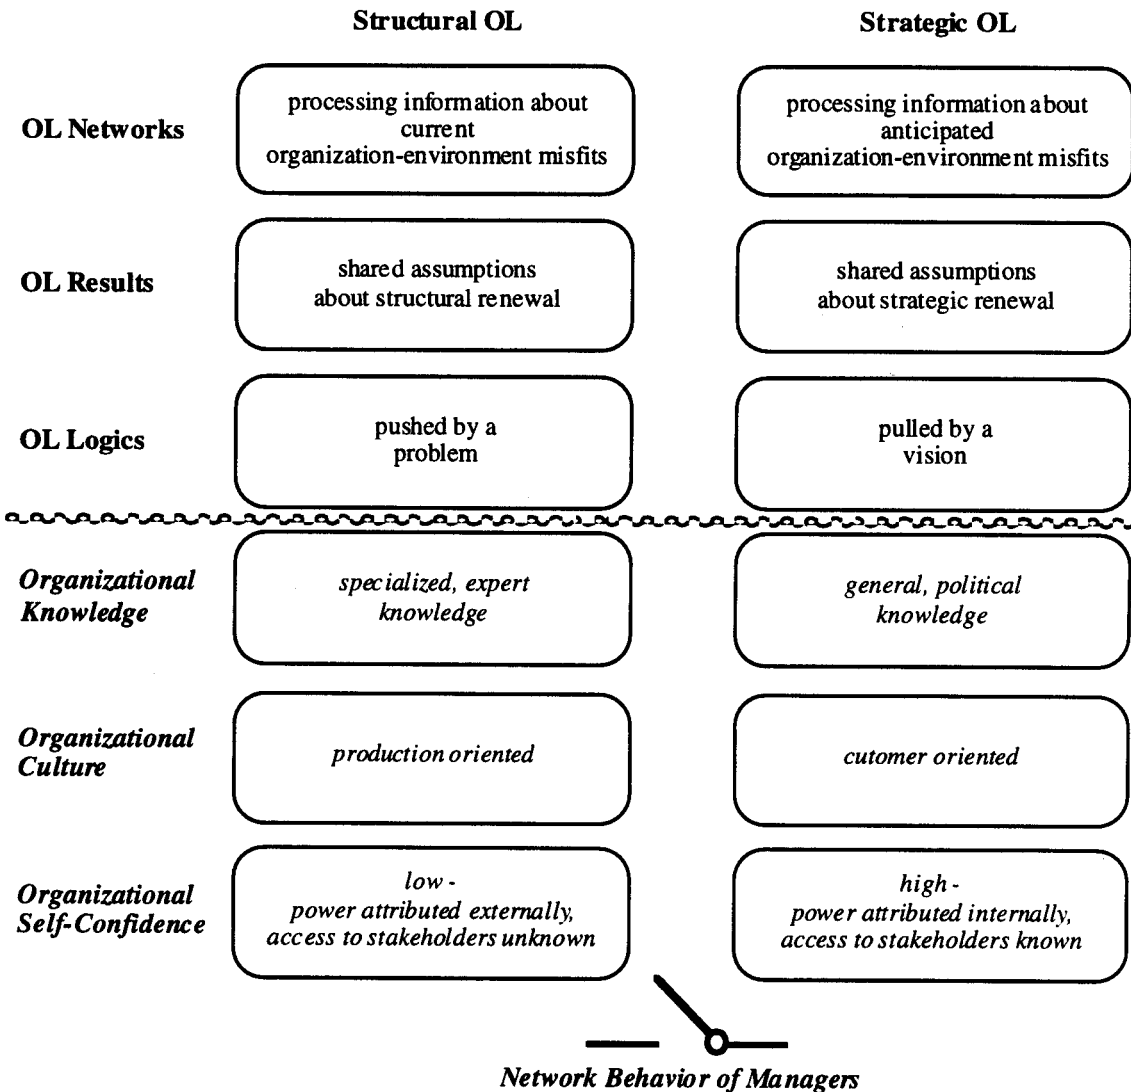 Structural OL
Strategic OL
OL Networks
processing information about
current
organization-environment misfits
processing information about
anticipated
organization-environment misfits
OL Results
shared assumptions
about structural renewal
shared assumptions
about strategic renewal
OL Logics
pushed by a
problem
pulled by a
vision
Organizational
Knowledge
specialized, expert
knowledge
general, political
knowledge
Organizational
Culture
production oriented
cutomer oriented
Organizational
Self-Confidence
low -
power attributed externally,
access to stakeholders unknown
high -
power attributed internally,
access to stakeholders known
Network Behavior of Managers